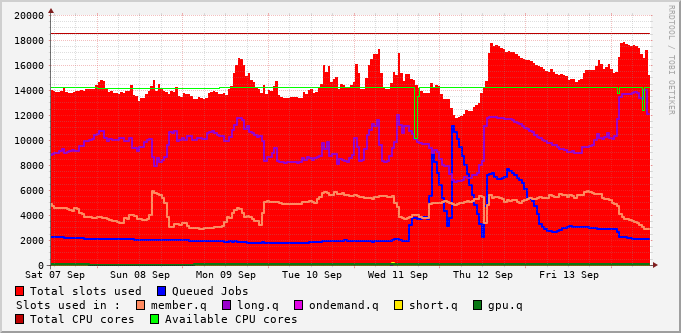 20000
18000
16000
14000
12000
10000
8000
6000
4000
2000
0
Sat 07 Sep Sun 08 Sep Mon 09 Sep Tue 10 Sep Wed 11 Sep Thu 12 Sep Fri 13 Sep
RRDTOOL / TOBI OETIKER
Total slots used Queued Jobs
Slots used in : member.q long.q ondemand.q short.q gpu.q
Total CPU cores Available CPU cores